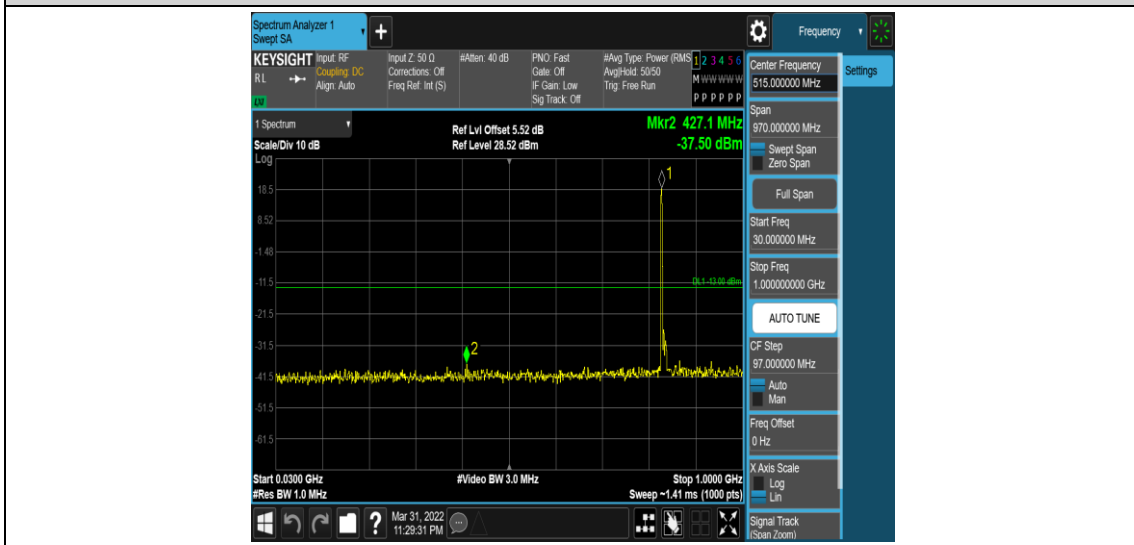 Spectrum Analyzer 1
Swept SA
+
Frequency
KEYSIGHT
RL
LXI
Input: RF
Coupling: DC
Align: Auto
Input Z: 50 Ω
Corrections: Off
Freq Ref: Int (S)
#Atten: 40 dB
PNO: Fast
Gate: Off
IF Gain: Low
Sig Track: Off
#Avg Type: Power (RMS
Avg|Hold: 50/50
Trig: Free Run
1 2 3 4 5 6
M W W W W W
P P P P P P
1 Spectrum
Scale/Div 10 dB
Log
Ref Lvl Offset 5.52 dB
Ref Level 28.52 dBm
Mkr2 427.1 MHz
-37.50 dBm
1
18.5
8.52
-1.48
-11.5
DL1 -13.00 dBm
-21.5
-31.5
2
-41.5
-51.5
-61.5
Start 0.0300 GHz
#Res BW 1.0 MHz
#Video BW 3.0 MHz
Stop 1.0000 GHz
Sweep ~1.41 ms (1000 pts)
Mar 31, 2022
11:29:31 PM
?
Center Frequency
515.000000 MHz
Settings
Span
970.000000 MHz
Swept Span
Zero Span
Full Span
Start Freq
30.000000 MHz
Stop Freq
1.000000000 GHz
AUTO TUNE
CF Step
97.000000 MHz
Auto
Man
Freq Offset
0 Hz
X Axis Scale
Log
Lin
Signal Track
(Span Zoom)